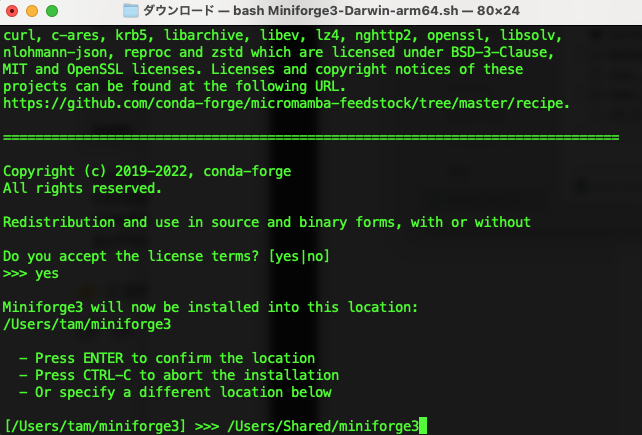 ダウンロード — bash Miniforge3-Darwin-arm64.sh — 80×24
curl, c-ares, krb5, libarchive, libev, lz4, nghttp2, openssl, libsolv,
nlohmann-json, reproc and zstd which are licensed under BSD-3-Clause,
MIT and OpenSSL licenses. Licenses and copyright notices of these
projects can be found at the following URL.
https://github.com/conda-forge/micromamba-feedstock/tree/master/recipe.
=============================================================================
Copyright (c) 2019-2022, conda-forge
All rights reserved.
Redistribution and use in source and binary forms, with or without
Do you accept the license terms? [yes|no]
>>> yes
Miniforge3 will now be installed into this location:
/Users/tam/miniforge3
- Press ENTER to confirm the location
- Press CTRL-C to abort the installation
- Or specify a different location below
[/Users/tam/miniforge3] >>> /Users/Shared/miniforge3